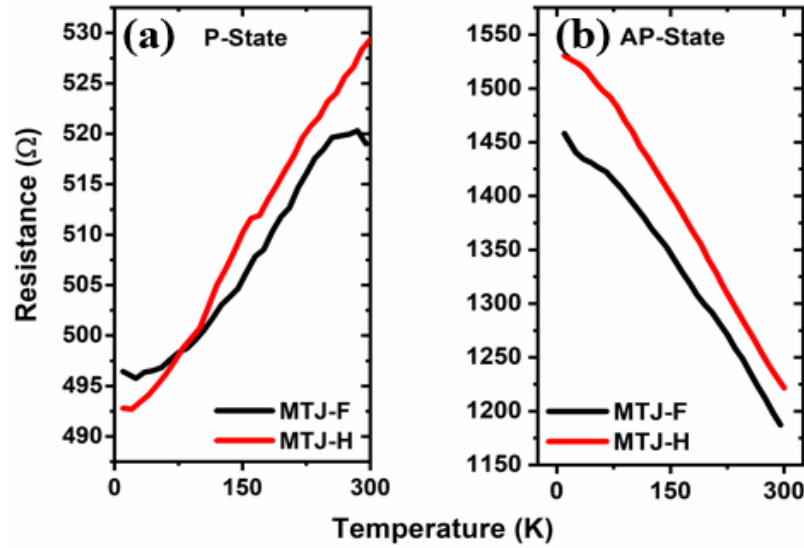 (a) P-State
530
525
520
515
510
505
500
495
490
MTJ-F
MTJ-H
0 150 300
Resistance (Ω)
(b) AP-State
1550
1500
1450
1400
1350
1300
1250
1200
1150
MTJ-F
MTJ-H
0 150 300
Temperature (K)